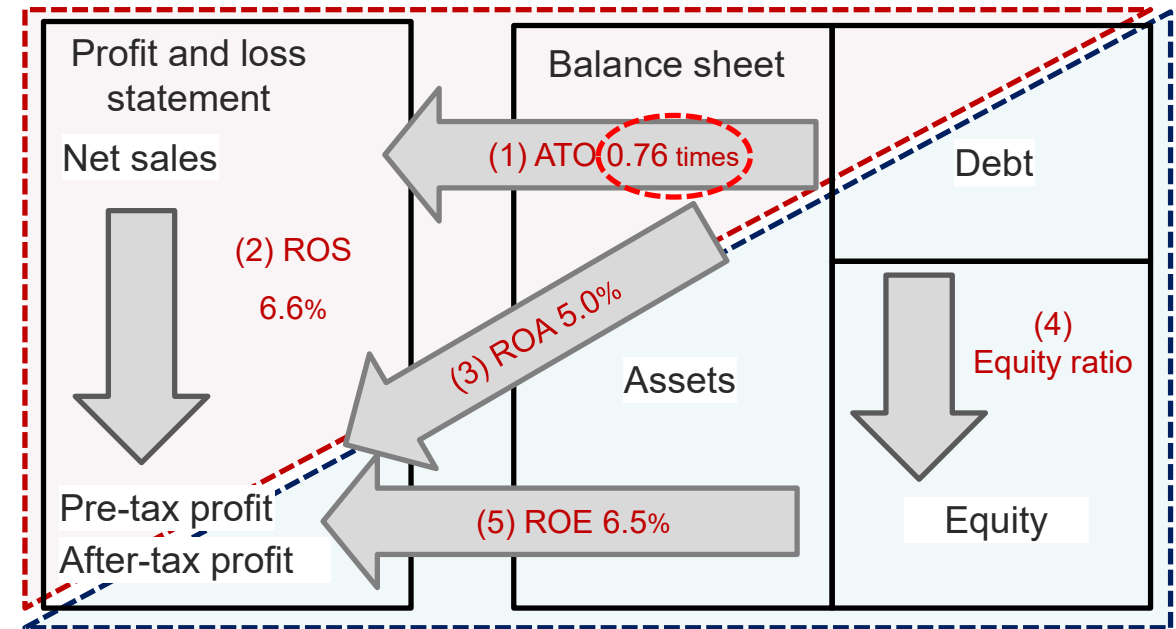 Profit and loss
statement
Balance sheet
Net sales
(1) ATO 0.76 times
Debt
(2) ROS
6.6%
(3) ROA 5.0%
Assets
(4)
Equity ratio
Pre-tax profit
After-tax profit
(5) ROE 6.5%
Equity